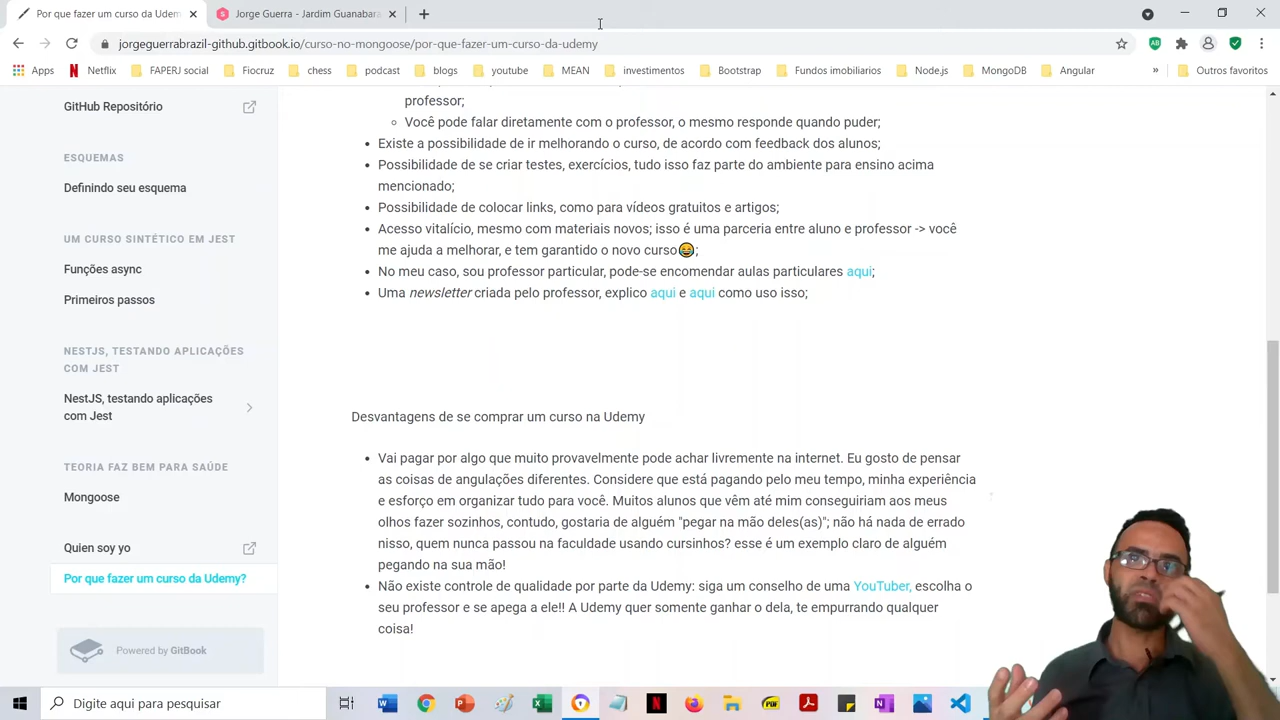 Por que fazer um curso da Udem
Jorge Guerra - Jardim Guanabara
jorgeguerrabrazil-github.gitbook.io/curso-no-mongoose/por-que-fazer-um-curso-da-udemy
Apps Netflix FAPERJ social Fiocruz chess podcast blogs youtube MEAN investimentos Bootstrap Fundos imobiliarios Node.js MongoDB Angular » Outros favoritos
GitHub Repositório
ESQUEMAS
Definindo seu esquema
UM CURSO SINTÉTICO EM JEST
Funções async
Primeiros passos
NESTJS, TESTANDO APLICAÇÕES
COM JEST
NestJS, testando aplicações
com Jest
TEORIA FAZ BEM PARA SAÚDE
Mongoose
Quien soy yo
Por que fazer um curso da Udemy?
Powered by GitBook
professor;
Você pode falar diretamente com o professor, o mesmo responde quando puder;
Existe a possibilidade de ir melhorando o curso, de acordo com feedback dos alunos;
Possibilidade de se criar testes, exercícios, tudo isso faz parte do ambiente para ensino acima
mencionado;
Possibilidade de colocar links, como para vídeos gratuitos e artigos;
Acesso vitalício, mesmo com materiais novos; isso é uma parceria entre aluno e professor -> você
me ajuda a melhorar, e tem garantido o novo curso😂;
No meu caso, sou professor particular, pode-se encomendar aulas particulares aqui;
Uma newsletter criada pelo professor, explico aqui e aqui como uso isso;
Desvantagens de se comprar um curso na Udemy
Vai pagar por algo que muito provavelmente pode achar livremente na internet. Eu gosto de pensar
as coisas de angulações diferentes. Considere que está pagando pelo meu tempo, minha experiência
e esforço em organizar tudo para você. Muitos alunos que vêm até mim conseguiriam aos meus
olhos fazer sozinhos, contudo, gostaria de alguém "pegar na mão deles(as)"; não há nada de errado
nisso, quem nunca passou na faculdade usando cursinhos? esse é um exemplo claro de alguém
pegando na sua mão!
Não existe controle de qualidade por parte da Udemy: siga um conselho de uma YouTuber, escolha o
seu professor e se apega a ele!! A Udemy quer somente ganhar o dela, te empurrando qualquer
coisa!
Digite aqui para pesquisar